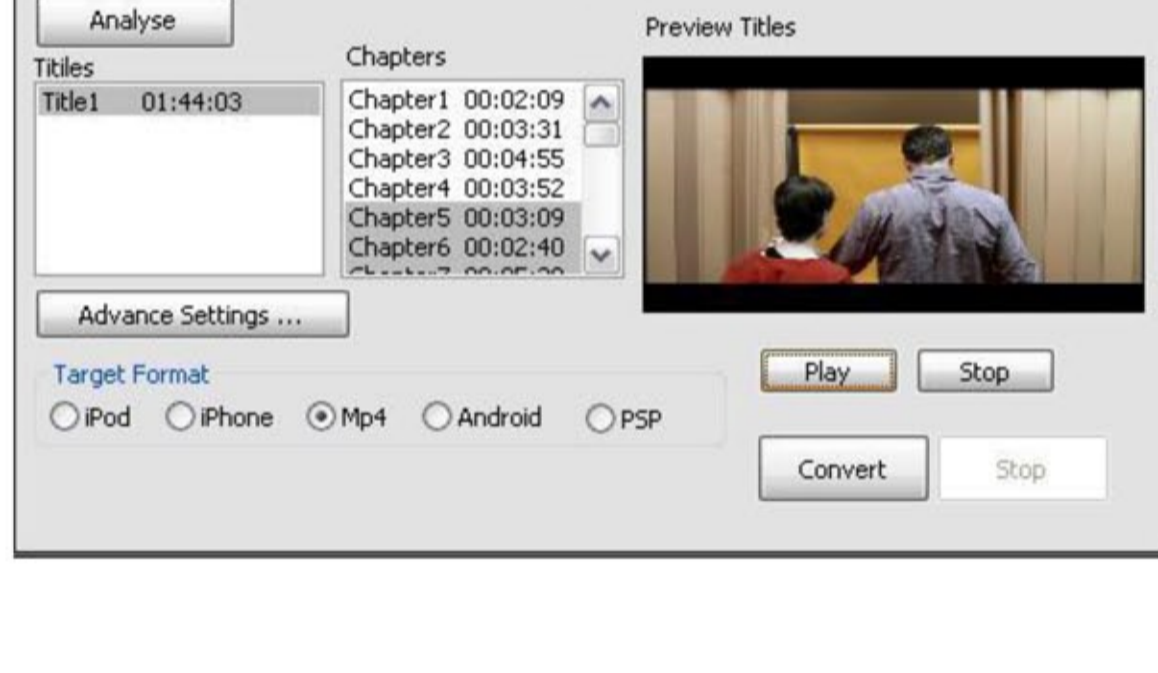 Analyse
Preview Titles
Titiles
Chapters
Title1 01:44:03
Chapter1 00:02:09
Chapter2 00:03:31
Chapter3 00:04:55
Chapter4 00:03:52
Chapter5 00:03:09
Chapter6 00:02:40
Advance Settings ...
Target Format
iPod
iPhone
Mp4
Android
PSP
Play
Stop
Convert
Stop